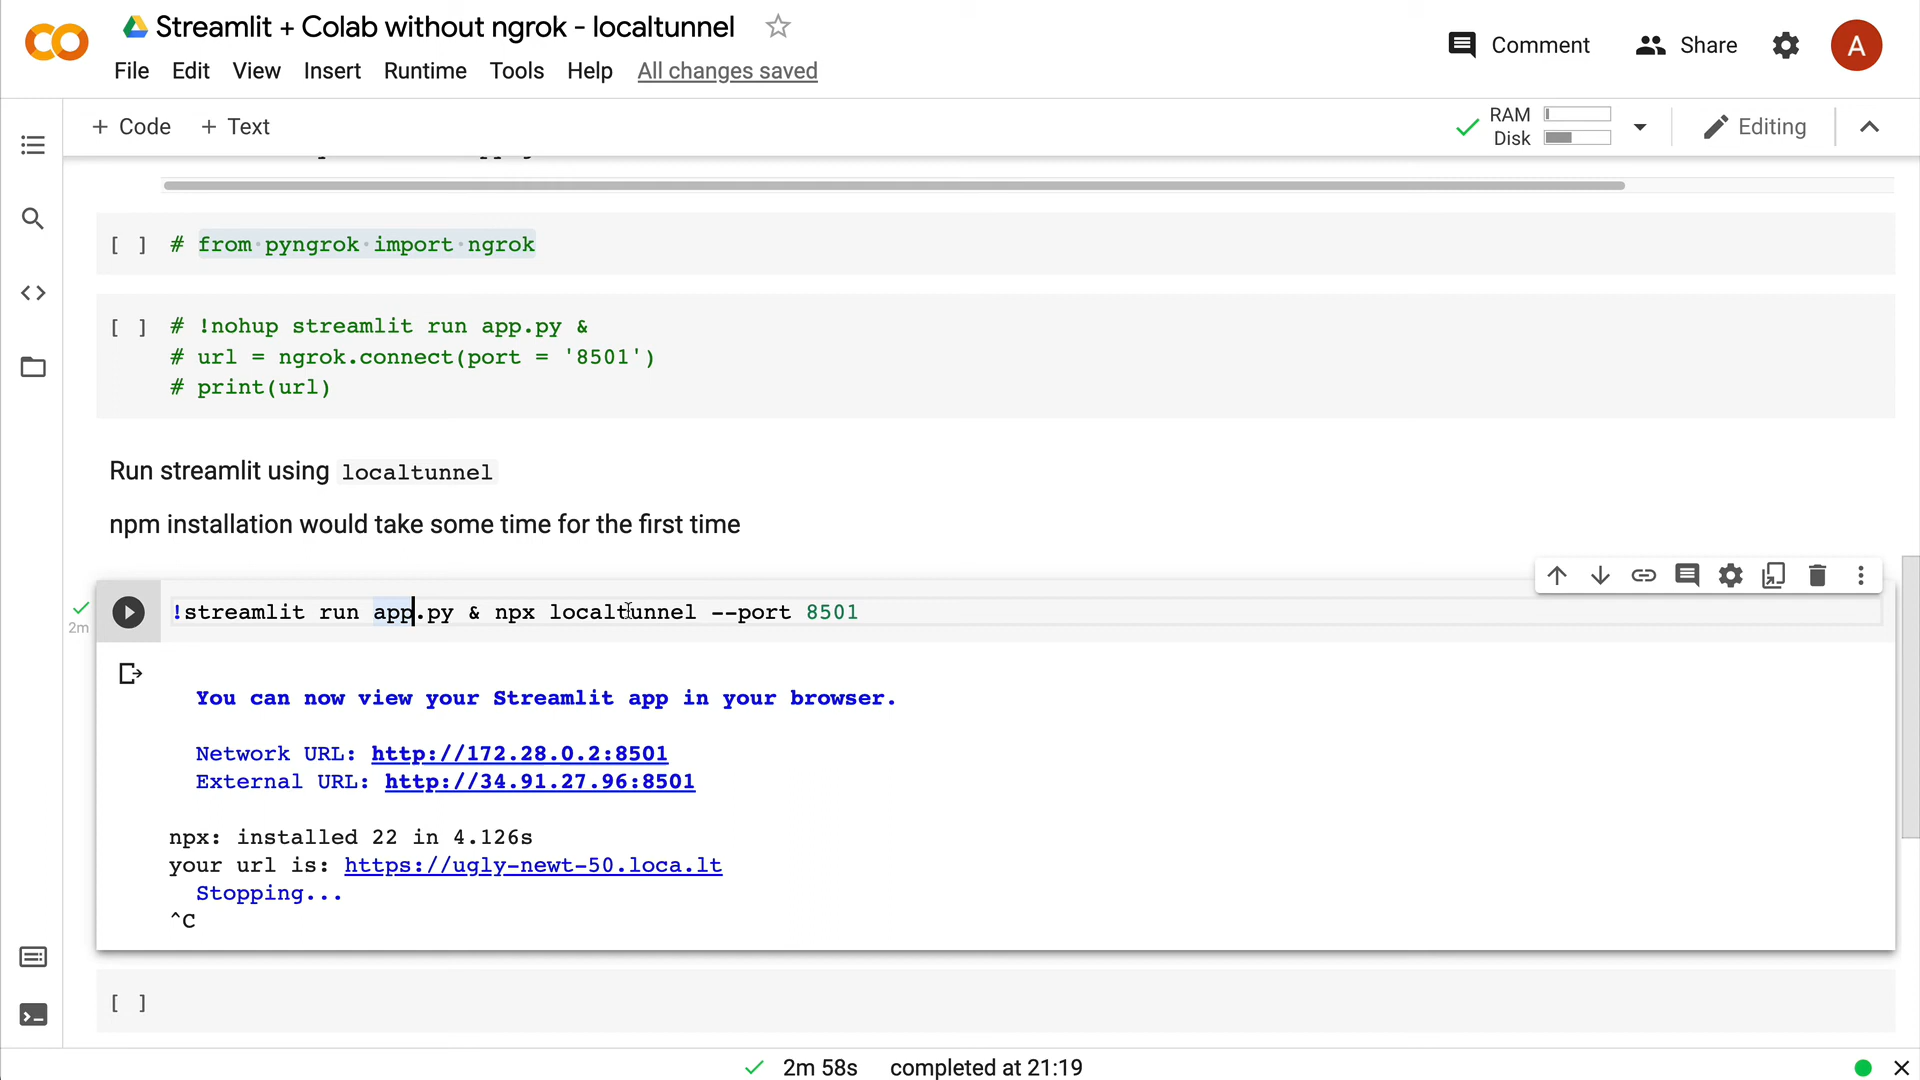 Streamlit + Colab without ngrok - localtunnel
Comment
Share
A
File Edit View Insert Runtime Tools Help All changes saved
+ Code + Text
RAM
Disk
Editing
[ ] # from pyngrok import ngrok
[ ] # !nohup streamlit run app.py &
# url = ngrok.connect(port = '8501')
# print(url)
Run streamlit using localtunnel
npm installation would take some time for the first time
2m
!streamlit run app.py & npx localtunnel --port 8501
You can now view your Streamlit app in your browser.
Network URL: http://172.28.0.2:8501
External URL: http://34.91.27.96:8501
npx: installed 22 in 4.126s
your url is: https://ugly-newt-50.loca.lt
Stopping...
^C
[ ]
2m 58s completed at 21:19